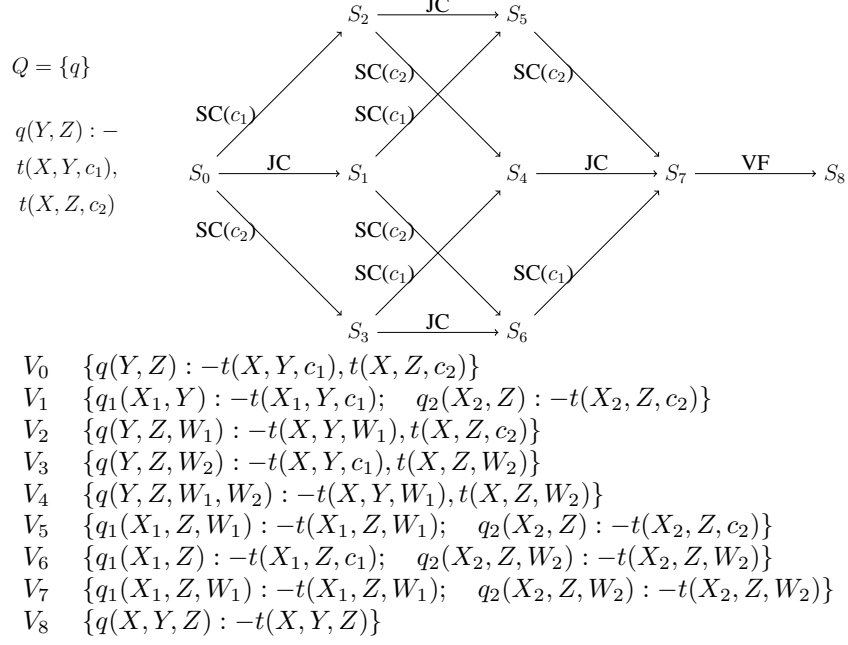 S₂ JC S₅
Q = {q}
SC(c₂) SC(c₂)
q(Y, Z) : −
SC(c₁) SC(c₁)
t(X, Y, c₁),
S₀ JC S₁ S₄ JC S₇ VF S₈
t(X, Z, c₂)
SC(c₂) SC(c₂)
SC(c₁) SC(c₁)
S₃ JC S₆
V₀ {q(Y, Z) : −t(X, Y, c₁), t(X, Z, c₂)}
V₁ {q₁(X₁, Y) : −t(X₁, Y, c₁); q₂(X₂, Z) : −t(X₂, Z, c₂)}
V₂ {q(Y, Z, W₁) : −t(X, Y, W₁), t(X, Z, c₂)}
V₃ {q(Y, Z, W₂) : −t(X, Y, c₁), t(X, Z, W₂)}
V₄ {q(Y, Z, W₁, W₂) : −t(X, Y, W₁), t(X, Z, W₂)}
V₅ {q₁(X₁, Z, W₁) : −t(X₁, Z, W₁); q₂(X₂, Z) : −t(X₂, Z, c₂)}
V₆ {q₁(X₁, Z) : −t(X₁, Z, c₁); q₂(X₂, Z, W₂) : −t(X₂, Z, W₂)}
V₇ {q₁(X₁, Z, W₁) : −t(X₁, Z, W₁); q₂(X₂, Z, W₂) : −t(X₂, Z, W₂)}
V₈ {q(X, Y, Z) : −t(X, Y, Z)}